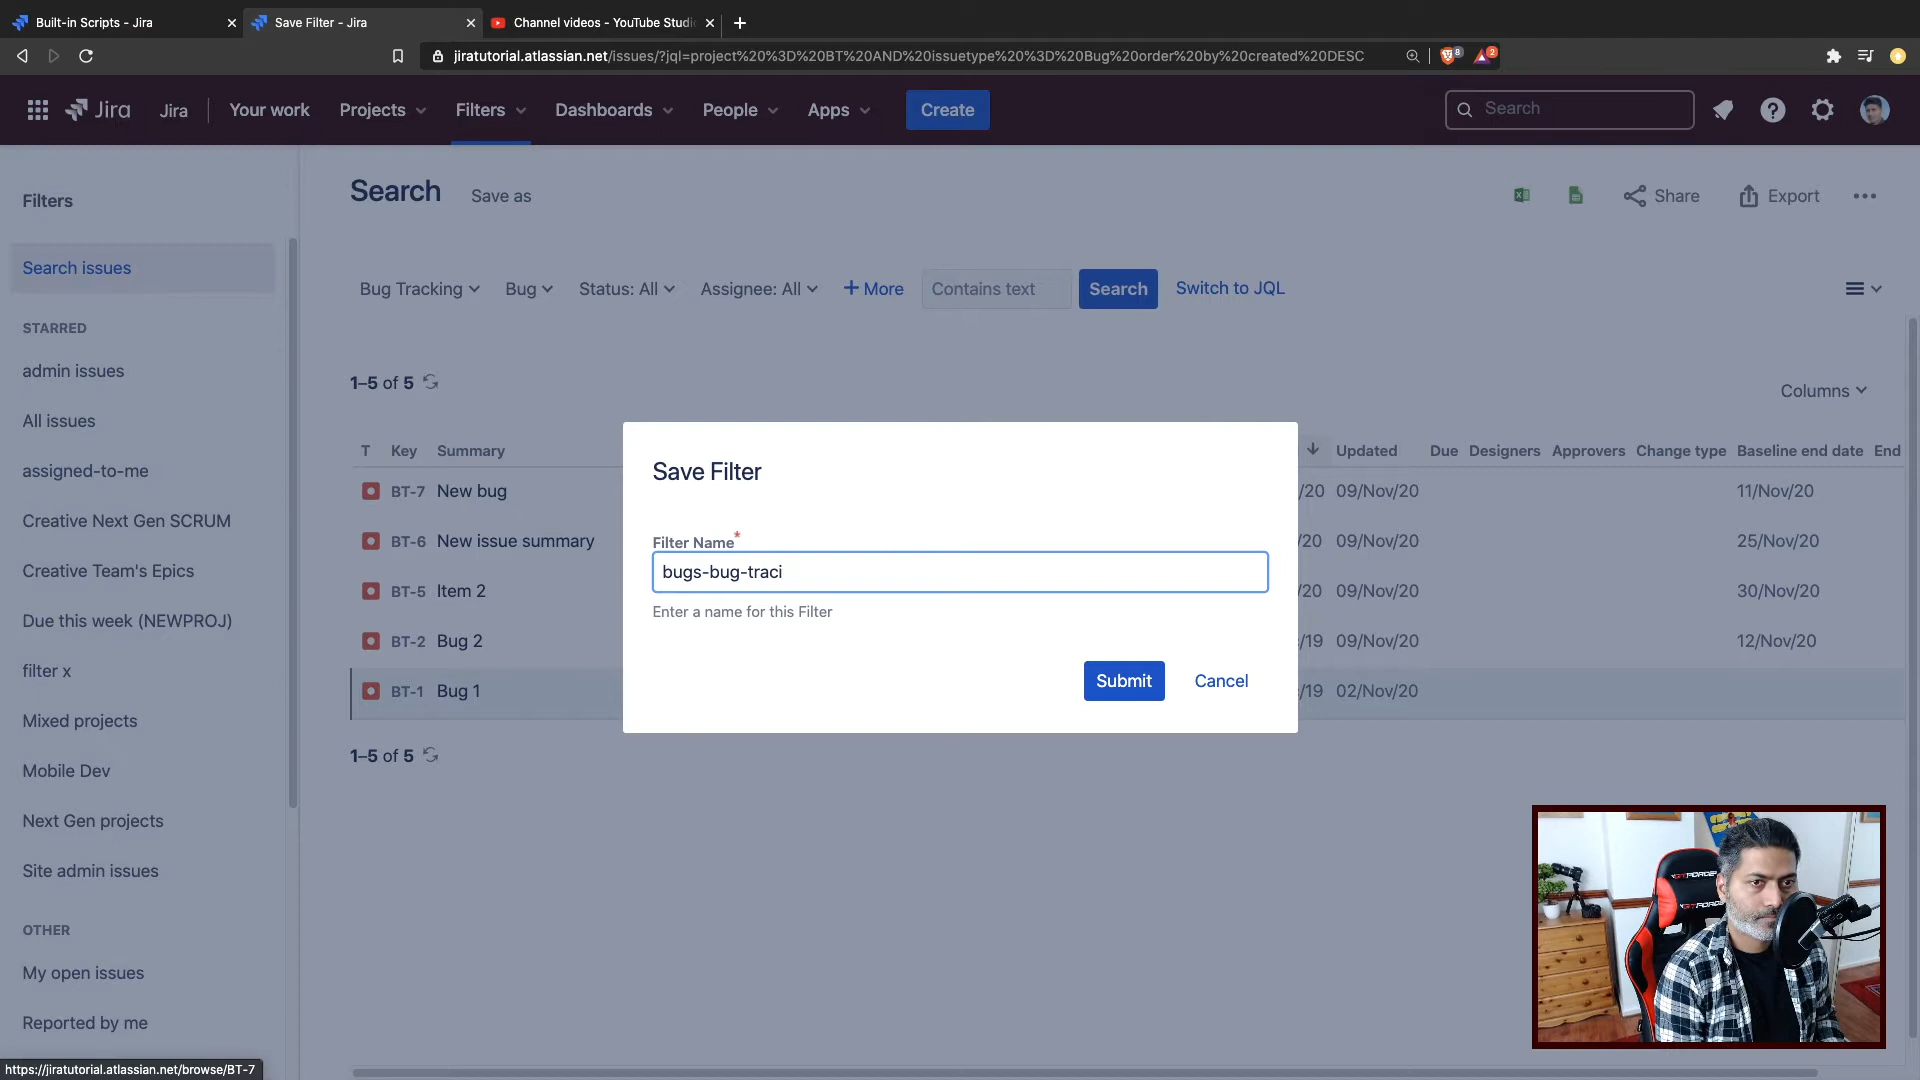 Built-in Scripts - Jira
Save Filter - Jira
Channel videos - YouTube Studi
jiratutorial.atlassian.net/issues/?jql=project%20%3D%20BT%20AND%20issuetype%20%3D%20Bug%20order%20by%20created%20DESC
8
2
Jira
Jira
Your work
Projects
Filters
Dashboards
People
Apps
Create
Search
Filters
Search issues
STARRED
admin issues
All issues
assigned-to-me
Creative Next Gen SCRUM
Creative Team's Epics
Due this week (NEWPROJ)
filter x
Mixed projects
Mobile Dev
Next Gen projects
Site admin issues
OTHER
My open issues
Reported by me
Search
Save as
Share
Export
Bug Tracking
Bug
Status: All
Assignee: All
+ More
Contains text
Search
Switch to JQL
1–5 of 5
Columns
T Key Summary Updated Due Designers Approvers Change type Baseline end date End
BT-7 New bug /20 09/Nov/20 11/Nov/20
BT-6 New issue summary /20 09/Nov/20 25/Nov/20
BT-5 Item 2 /20 09/Nov/20 30/Nov/20
BT-2 Bug 2 /19 09/Nov/20 12/Nov/20
BT-1 Bug 1 /19 02/Nov/20
1–5 of 5
Save Filter
Filter Name*
bugs-bug-traci
Enter a name for this Filter
Submit
Cancel
GTFORCE
https://jiratutorial.atlassian.net/browse/BT-7